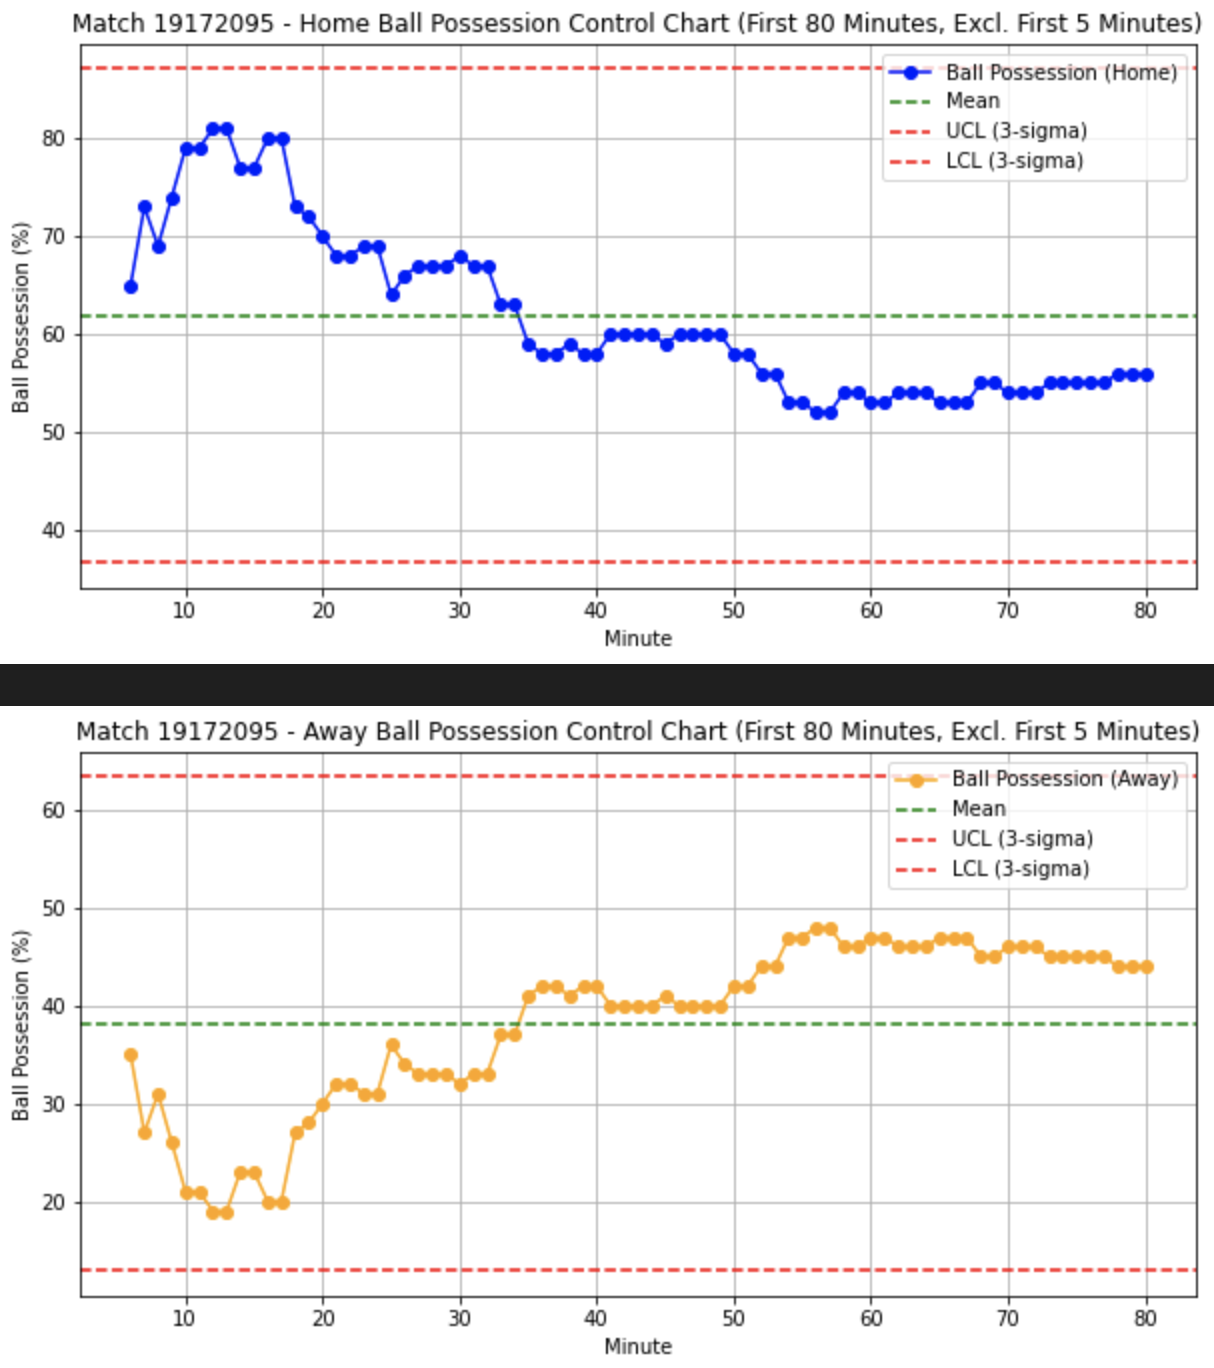 Match 19172095 - Home Ball Possession Control Chart (First 80 Minutes, Excl. First 5 Minutes)
Ball Possession (Home)
Mean
UCL (3-sigma)
LCL (3-sigma)
Ball Possession (%)
80
70
60
50
40
10 20 30 40 50 60 70 80
Minute
Match 19172095 - Away Ball Possession Control Chart (First 80 Minutes, Excl. First 5 Minutes)
Ball Possession (Away)
Mean
UCL (3-sigma)
LCL (3-sigma)
Ball Possession (%)
60
50
40
30
20
10 20 30 40 50 60 70 80
Minute